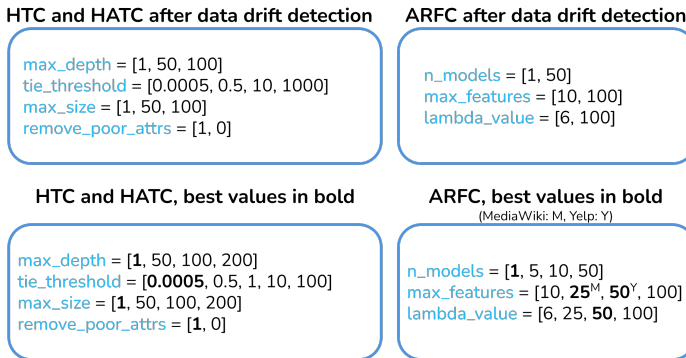 HTC and HATC after data drift detection
max_depth = [1, 50, 100]
tie_threshold = [0.0005, 0.5, 10, 1000]
max_size = [1, 50, 100]
remove_poor_attrs = [1, 0]
ARFC after data drift detection
n_models = [1, 50]
max_features = [10, 100]
lambda_value = [6, 100]
HTC and HATC, best values in bold
max_depth = [1, 50, 100, 200]
tie_threshold = [0.0005, 0.5, 1, 10, 100]
max_size = [1, 50, 100, 200]
remove_poor_attrs = [1, 0]
ARFC, best values in bold
(MediaWiki: M, Yelp: Y)
n_models = [1, 5, 10, 50]
max_features = [10, 25ᴹ, 50ʸ, 100]
lambda_value = [6, 25, 50, 100]